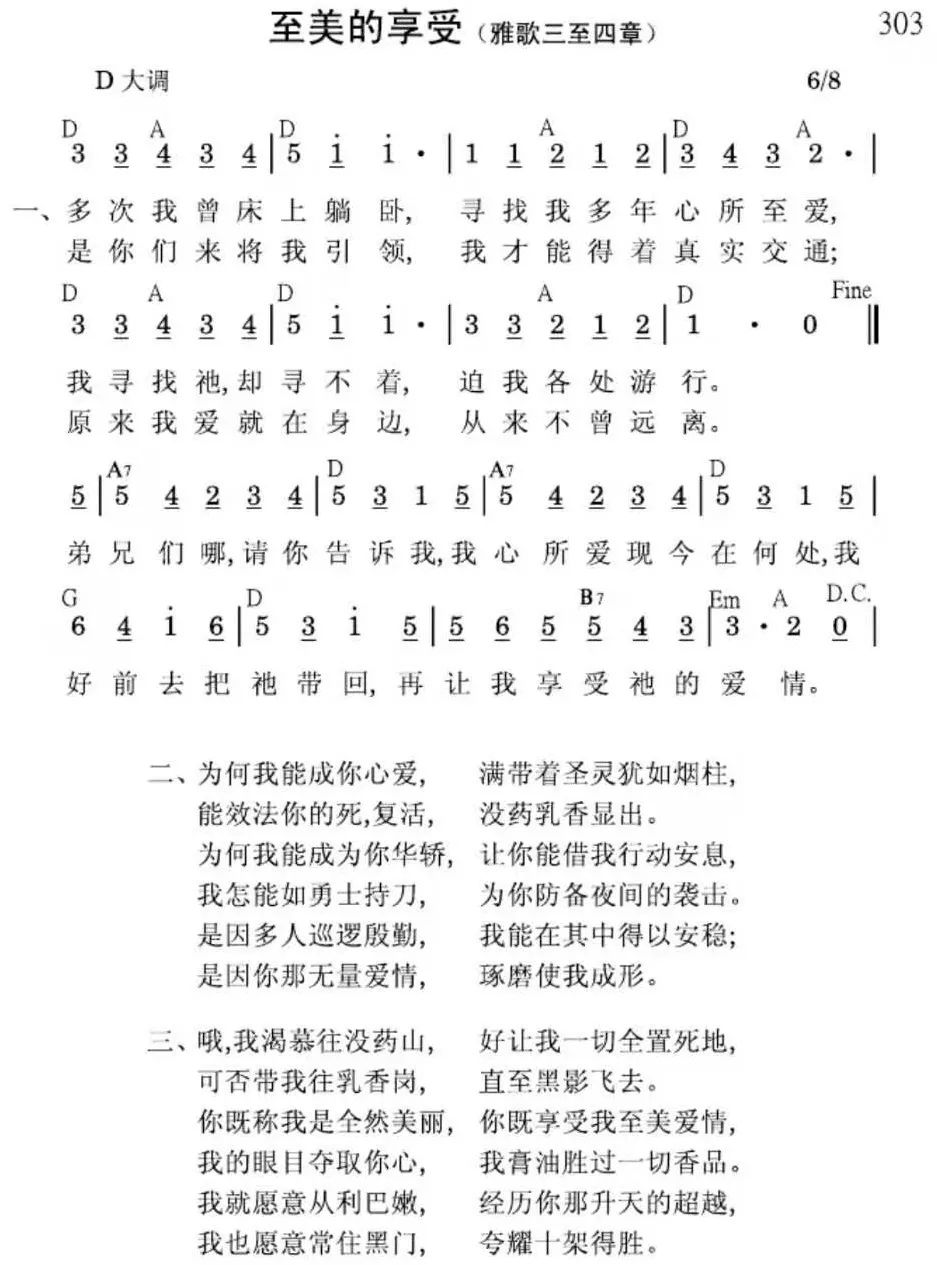 至美的享受（雅歌三至四章）
303
D 大调
6/8
D A D A D A
3 3 4 3 4 | 5 1 1 · | 1 1 2 1 2 | 3 4 3 2 · |
一、多次我曾床上躺卧, 寻找我多年心所至爱,
是你们来将我引领, 我才能得着真实交通;
D A D A D Fine
3 3 4 3 4 | 5 1 1 · | 3 3 2 1 2 | 1 · 0 ‖
我寻找祂,却寻不着, 迫我各处游行。
原来我爱就在身边, 从来不曾远离。
A7 D A7 D
5 | 5 4 2 3 4 | 5 3 1 5 | 5 4 2 3 4 | 5 3 1 5 |
弟兄们哪,请你告诉我,我心所爱现今在何处,我
G D B7 Em A D.C.
6 4 1 6 | 5 3 1 5 | 5 6 5 5 4 3 | 3 · 2 0 |
好前去把祂带回,再让我享受祂的爱情。
二、为何我能成你心爱, 满带着圣灵犹如烟柱,
能效法你的死,复活, 没药乳香显出。
为何我能成为你华轿, 让你能借我行动安息,
我怎能如勇士持刀, 为你防备夜间的袭击。
是因多人巡逻殷勤, 我能在其中得以安稳;
是因你那无量爱情, 琢磨使我成形。
三、哦,我渴慕往没药山, 好让我一切全置死地,
可否带我往乳香岗, 直至黑影飞去。
你既称我是全然美丽, 你既享受我至美爱情,
我的眼目夺取你心, 我膏油胜过一切香品。
我就愿意从利巴嫩, 经历你那升天的超越,
我也愿意常住黑门, 夸耀十架得胜。